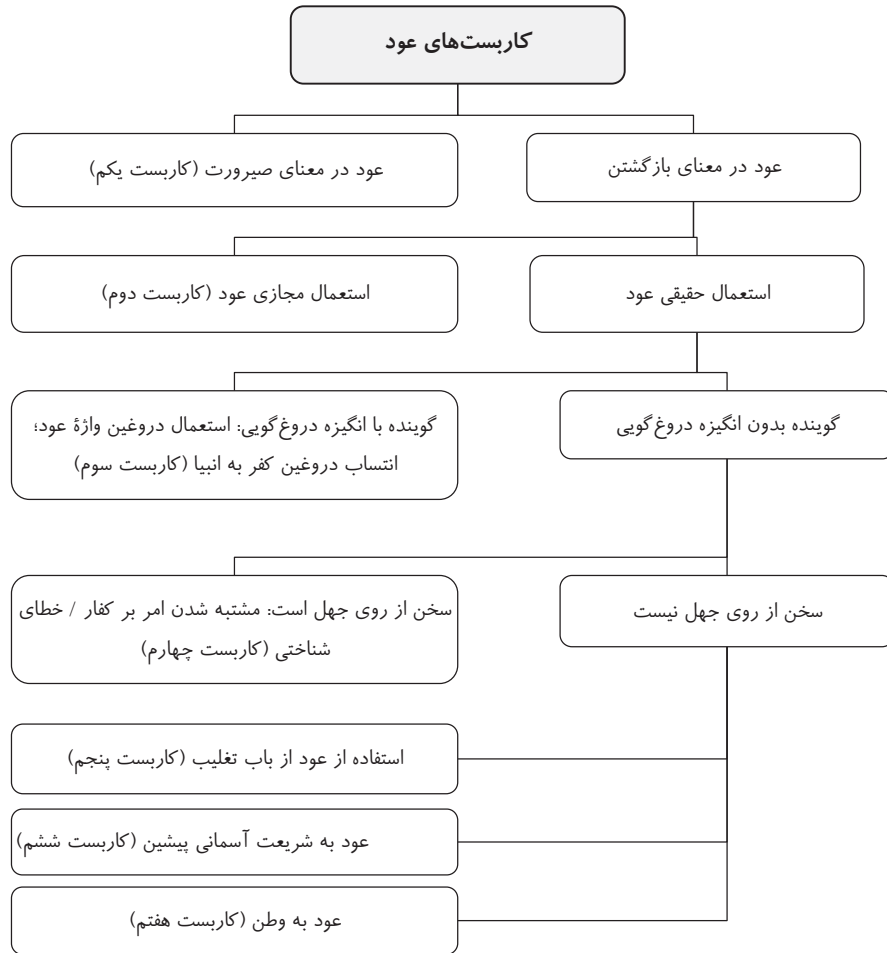 کاربست‌های عود
عود در معنای بازگشتن
عود در معنای صیرورت (کاربست یکم)
استعمال حقیقی عود
استعمال مجازی عود (کاربست دوم)
گوینده بدون انگیزه دروغ‌گویی
گوینده با انگیزه دروغ‌گویی: استعمال دروغین واژهٔ عود؛
انتساب دروغین کفر به انبیا (کاربست سوم)
سخن از روی جهل نیست
سخن از روی جهل است: مشتبه شدن امر بر کفار / خطای
شناختی (کاربست چهارم)
استفاده از عود از باب تغلیب (کاربست پنجم)
عود به شریعت آسمانی پیشین (کاربست ششم)
عود به وطن (کاربست هفتم)